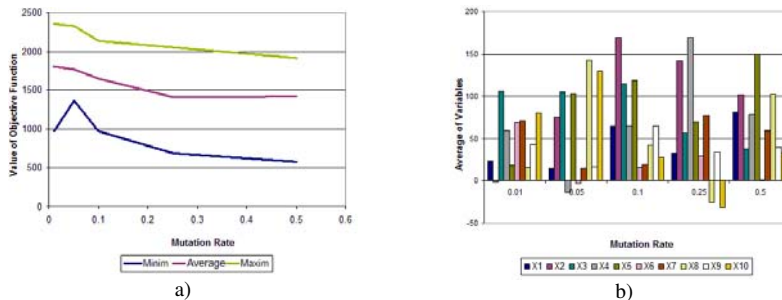 Value of Objective Function
2500
2000
1500
1000
500
0
0 0.1 0.2 0.3 0.4 0.5 0.6
Mutation Rate
Minim Average Maxim
a)
Average of Variables
200
150
100
50
0
-50
0.01 0.05 0.1 0.25 0.5
Mutation Rate
X1 X2 X3 X4 X5 X6 X7 X8 X9 X10
b)